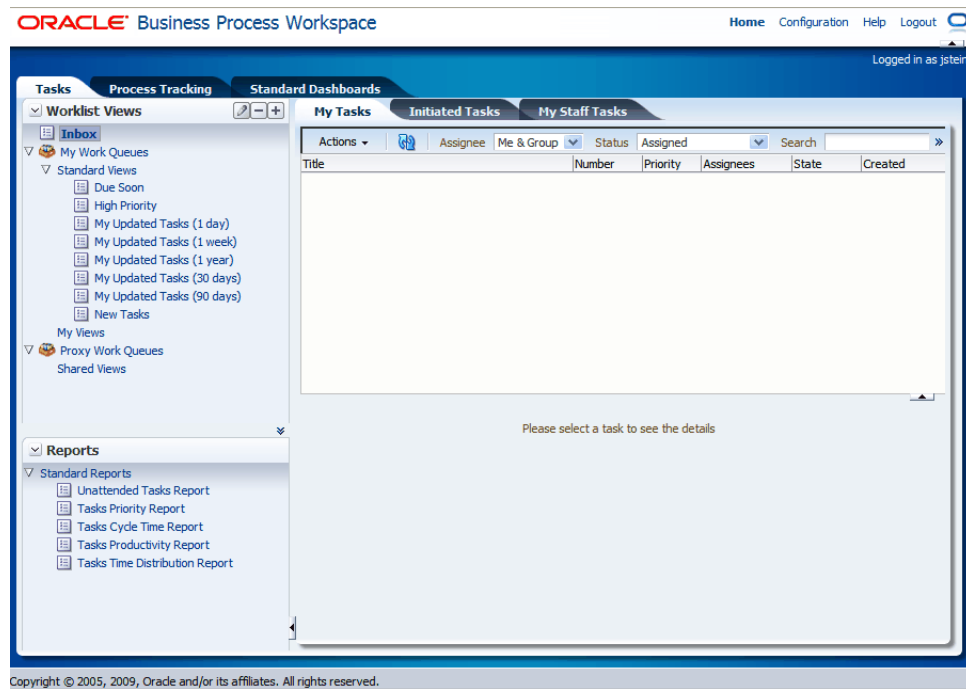 ORACLE Business Process Workspace
Home Configuration Help Logout
Logged in as jstein
Tasks Process Tracking Standard Dashboards
Worklist Views
Inbox
My Work Queues
Standard Views
Due Soon
High Priority
My Updated Tasks (1 day)
My Updated Tasks (1 week)
My Updated Tasks (1 year)
My Updated Tasks (30 days)
My Updated Tasks (90 days)
New Tasks
My Views
Proxy Work Queues
Shared Views
Reports
Standard Reports
Unattended Tasks Report
Tasks Priority Report
Tasks Cycle Time Report
Tasks Productivity Report
Tasks Time Distribution Report
My Tasks Initiated Tasks My Staff Tasks
Actions Assignee Me & Group Status Assigned Search
Title Number Priority Assignees State Created
Please select a task to see the details
Copyright © 2005, 2009, Oracle and/or its affiliates. All rights reserved.